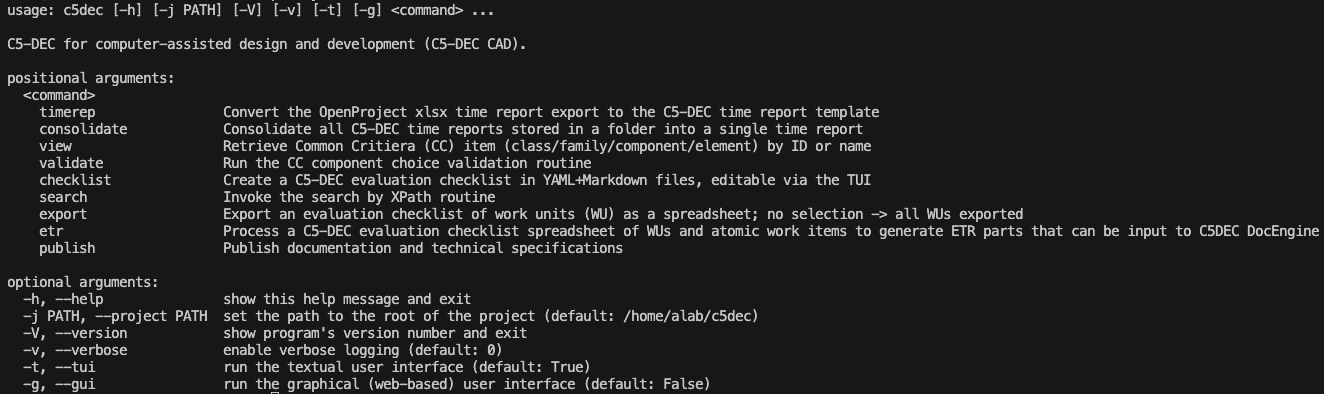 usage: c5dec [-h] [-j PATH] [-V] [-v] [-t] [-g] <command> ...
C5-DEC for computer-assisted design and development (C5-DEC CAD).
positional arguments:
<command>
timerep Convert the OpenProject xlsx time report export to the C5-DEC time report template
consolidate Consolidate all C5-DEC time reports stored in a folder into a single time report
view Retrieve Common Critiera (CC) item (class/family/component/element) by ID or name
validate Run the CC component choice validation routine
checklist Create a C5-DEC evaluation checklist in YAML+Markdown files, editable via the TUI
search Invoke the search by XPath routine
export Export an evaluation checklist of work units (WU) as a spreadsheet; no selection -> all WUs exported
etr Process a C5-DEC evaluation checklist spreadsheet of WUs and atomic work items to generate ETR parts that can be input to C5DEC DocEngine
publish Publish documentation and technical specifications
optional arguments:
-h, --help show this help message and exit
-j PATH, --project PATH set the path to the root of the project (default: /home/alab/c5dec)
-V, --version show program's version number and exit
-v, --verbose enable verbose logging (default: 0)
-t, --tui run the textual user interface (default: True)
-g, --gui run the graphical (web-based) user interface (default: False)